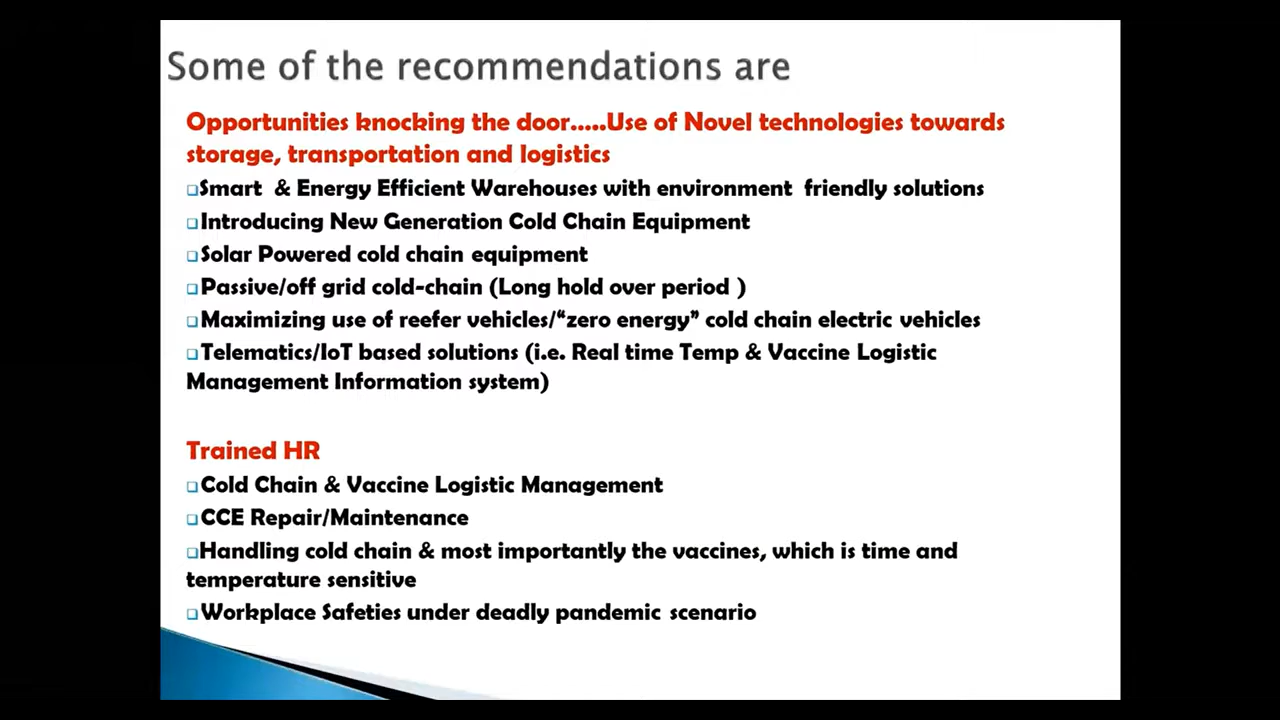 Some of the recommendations are
Opportunities knocking the door.....Use of Novel technologies towards
storage, transportation and logistics
❑Smart & Energy Efficient Warehouses with environment friendly solutions
❑Introducing New Generation Cold Chain Equipment
❑Solar Powered cold chain equipment
❑Passive/off grid cold-chain (Long hold over period )
❑Maximizing use of reefer vehicles/“zero energy” cold chain electric vehicles
❑Telematics/IoT based solutions (i.e. Real time Temp & Vaccine Logistic
Management Information system)
Trained HR
❑Cold Chain & Vaccine Logistic Management
❑CCE Repair/Maintenance
❑Handling cold chain & most importantly the vaccines, which is time and
temperature sensitive
❑Workplace Safeties under deadly pandemic scenario